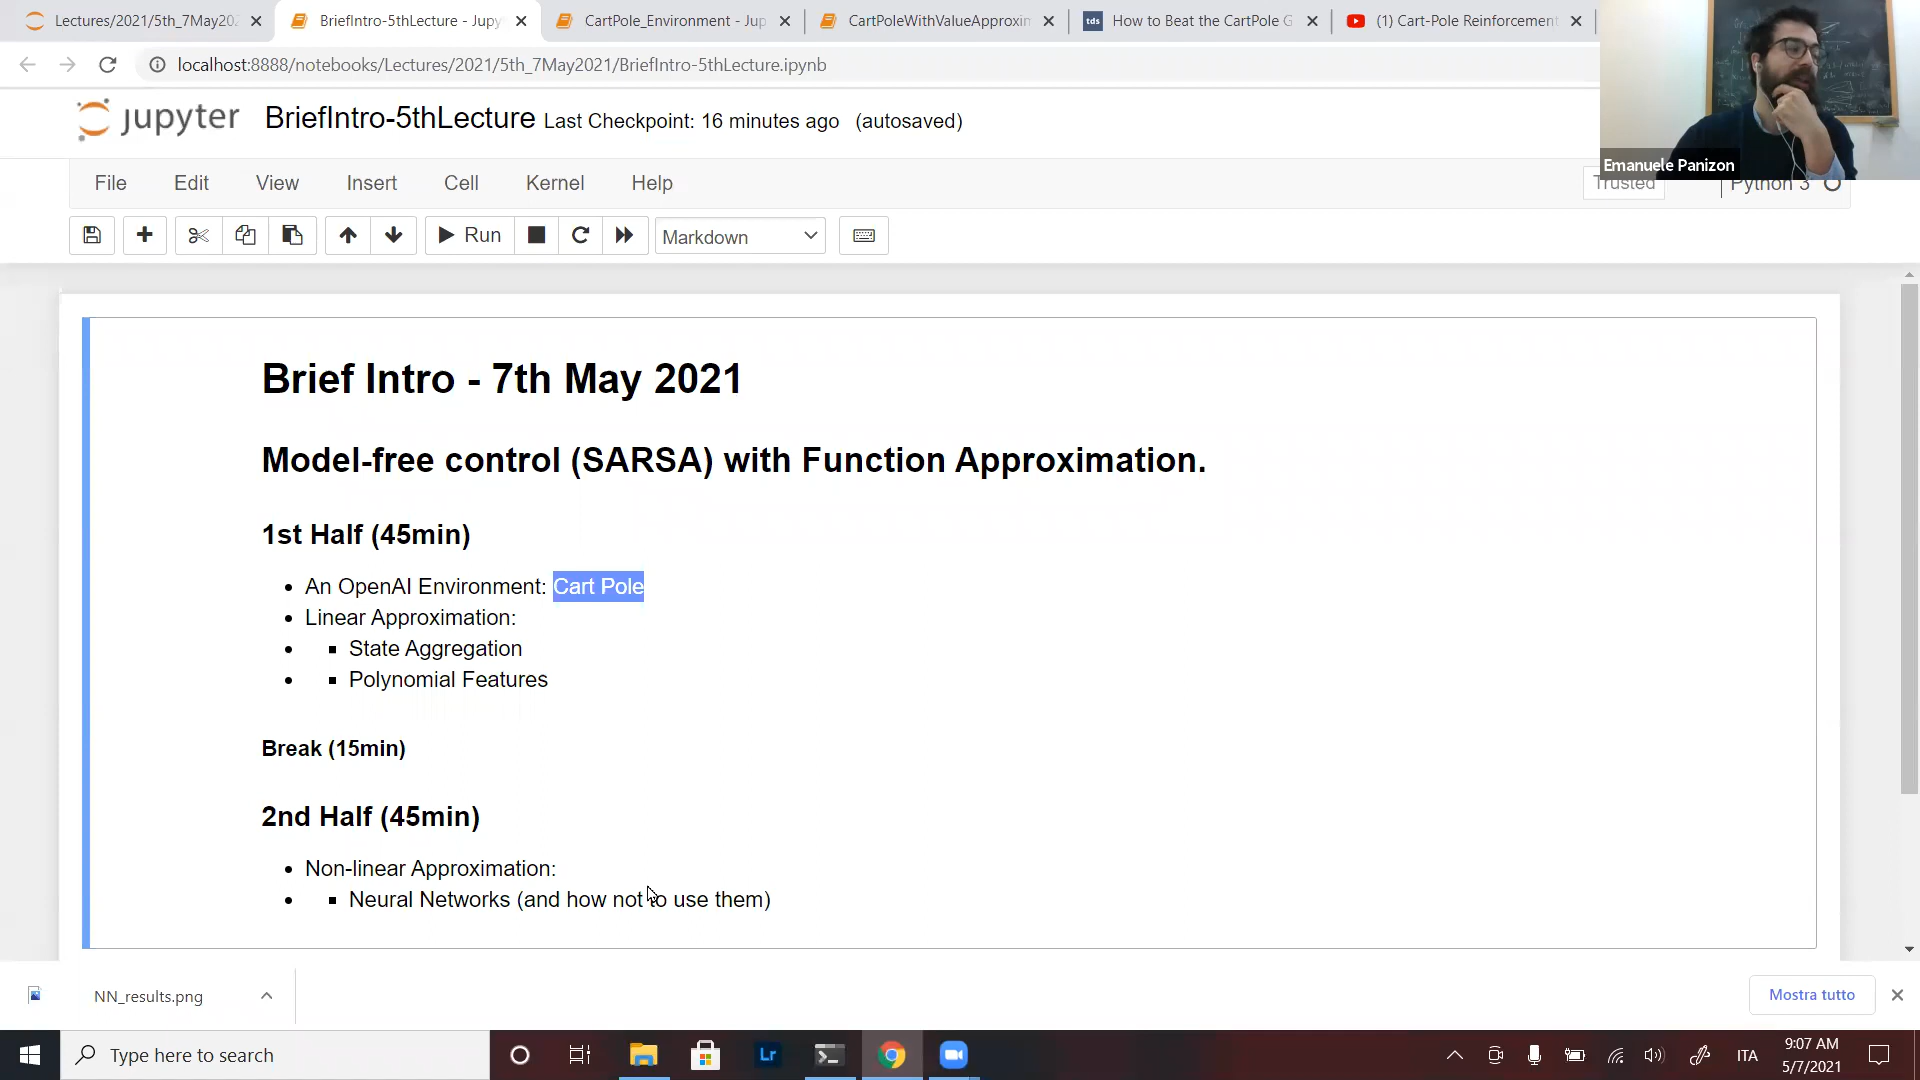 Lectures/2021/5th_7May20
BriefIntro-5thLecture - Jupy
CartPole_Environment - Jup
CartPoleWithValueApproxin
tds How to Beat the CartPole G
(1) Cart-Pole Reinforcement
localhost:8888/notebooks/Lectures/2021/5th_7May2021/BriefIntro-5thLecture.ipynb
jupyter BriefIntro-5thLecture Last Checkpoint: 16 minutes ago (autosaved)
Emanuele Panizon
File Edit View Insert Cell Kernel Help
Trusted Python 3
Run Markdown
Brief Intro - 7th May 2021
Model-free control (SARSA) with Function Approximation.
1st Half (45min)
• An OpenAI Environment: Cart Pole
• Linear Approximation:
• ▪ State Aggregation
• ▪ Polynomial Features
Break (15min)
2nd Half (45min)
• Non-linear Approximation:
• ▪ Neural Networks (and how not to use them)
NN_results.png
Mostra tutto
Type here to search
Lr
ITA
9:07 AM
5/7/2021